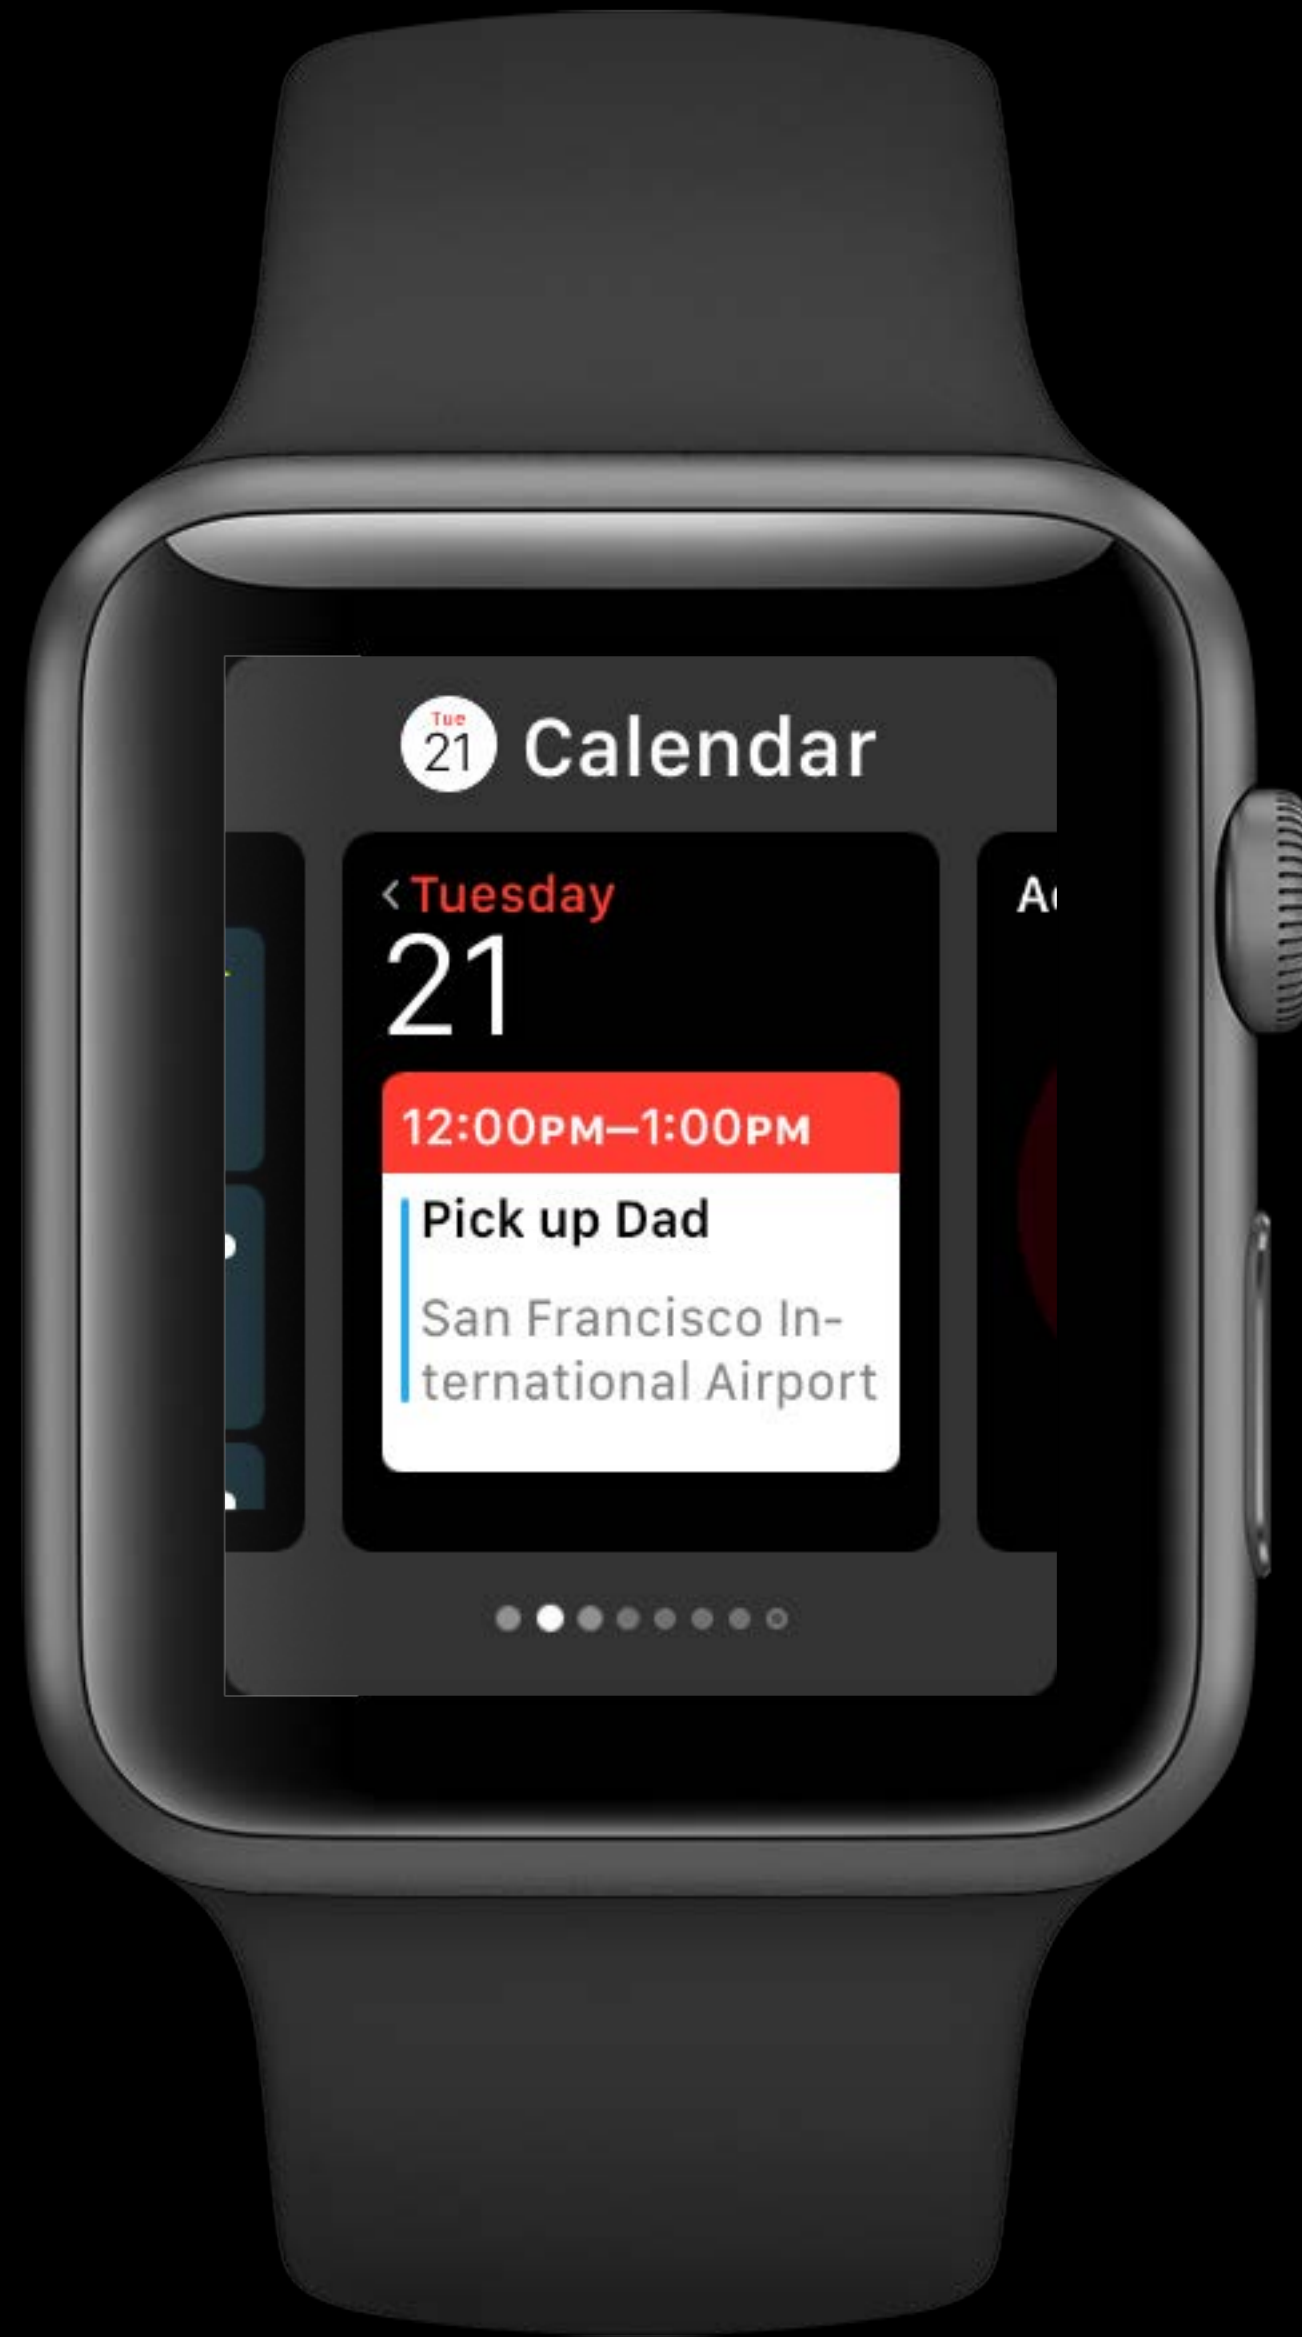 Tue
21
Calendar
Tuesday
21
12:00PM–1:00PM
Pick up Dad
San Francisco In-
ternational Airport